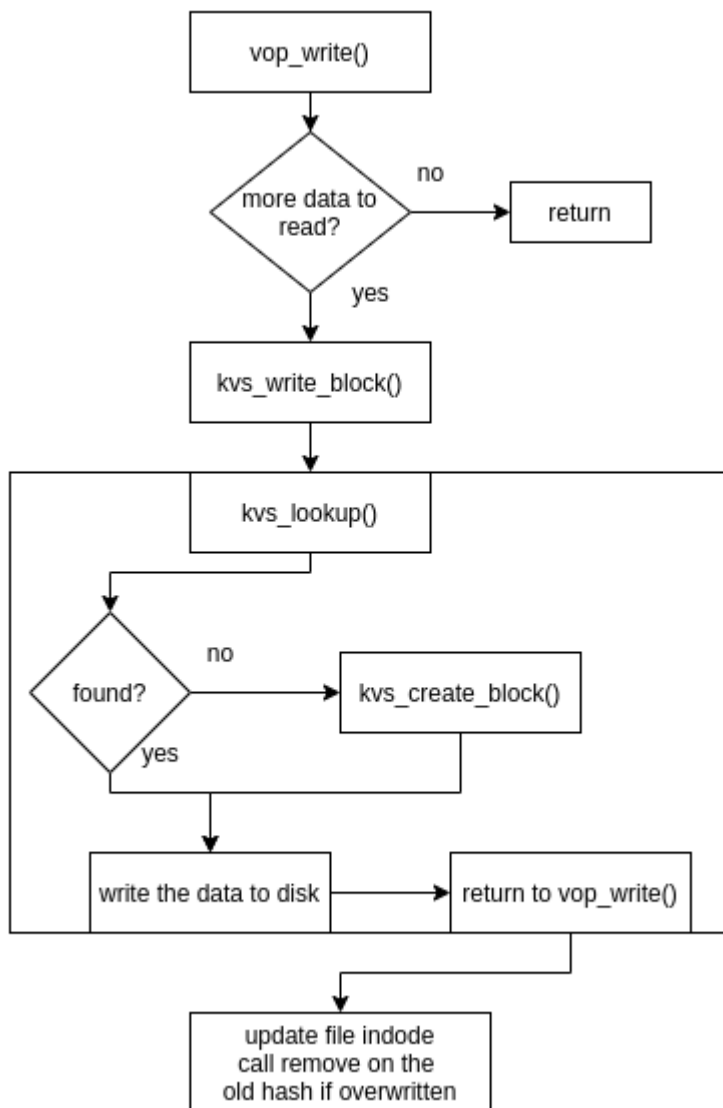 vop_write()
more data to
read?
no
return
yes
kvs_write_block()
kvs_lookup()
found?
no
kvs_create_block()
yes
write the data to disk
return to vop_write()
update file indode
call remove on the
old hash if overwritten